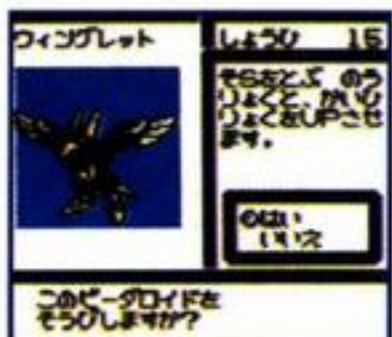 ウィングレット
しょうひ 15
そらをとぶ のう
りょくと、かいひ
りょくをUPさせ
ます。
はい
いいえ
このビーダロイドを
そうびしますか?